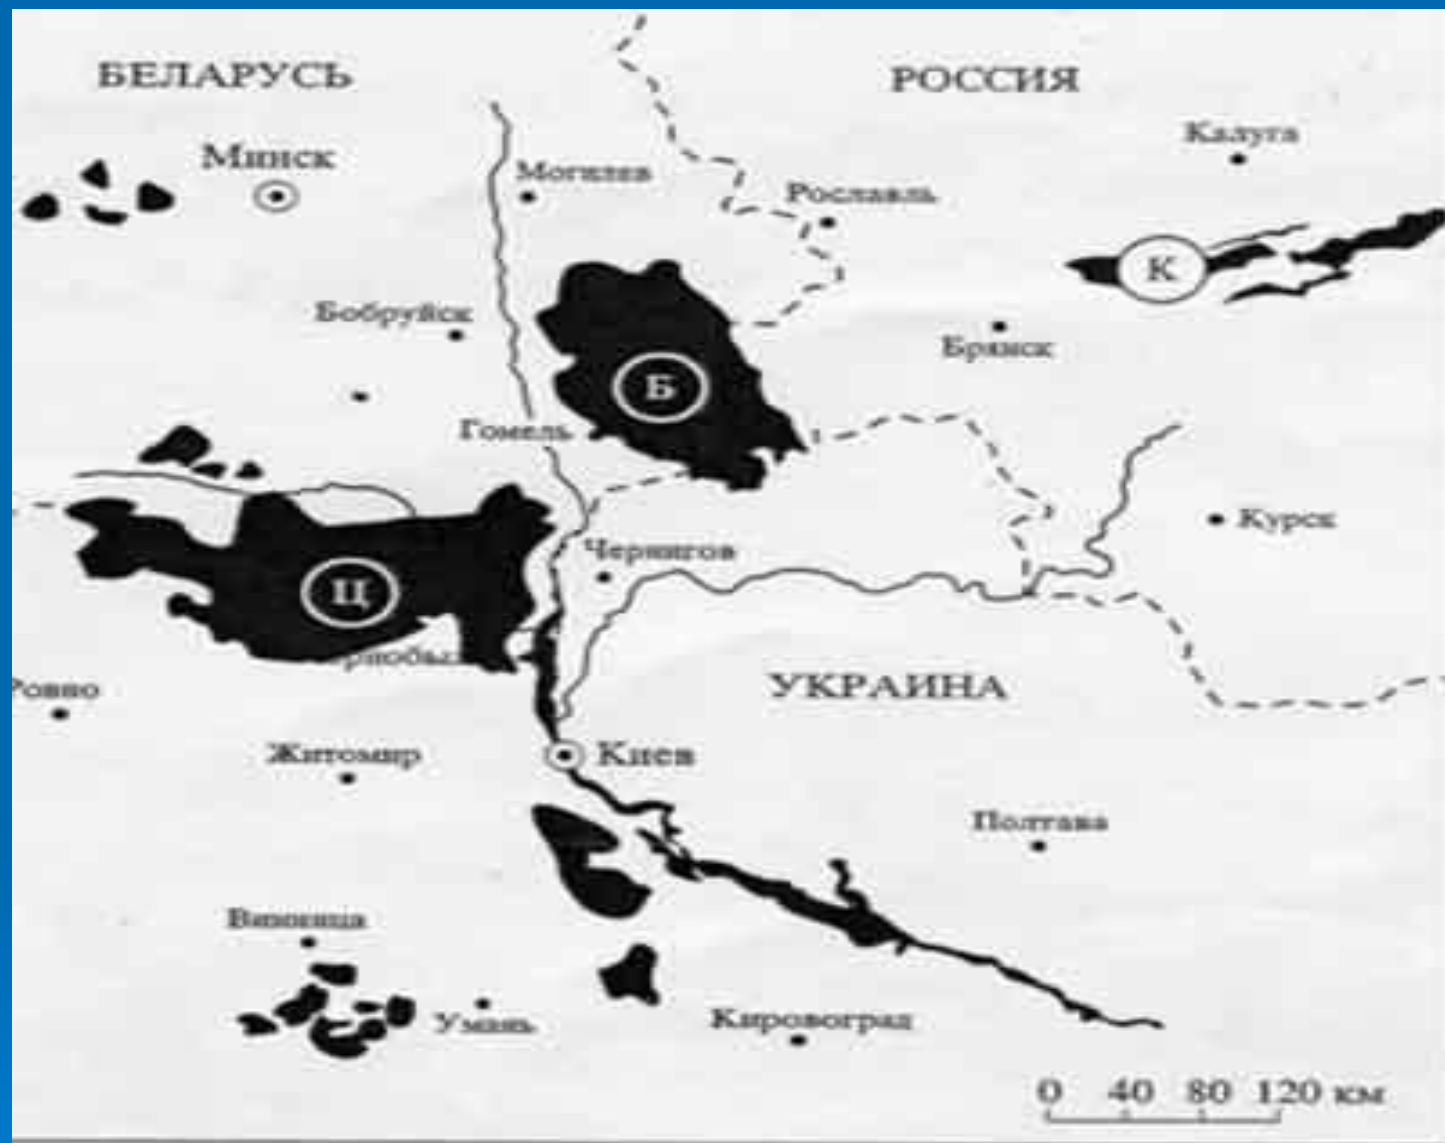 БЕЛАРУСЬ
РОССИЯ
Калуга
Минск
Могилев
Рославль
К
Бобруйск
Брянск
Б
Гомель
Курск
Чернигов
Ц
УКРАИНА
Ровно
Житомир
Киев
Полтава
Винница
Умань
Кировоград
0 40 80 120 км